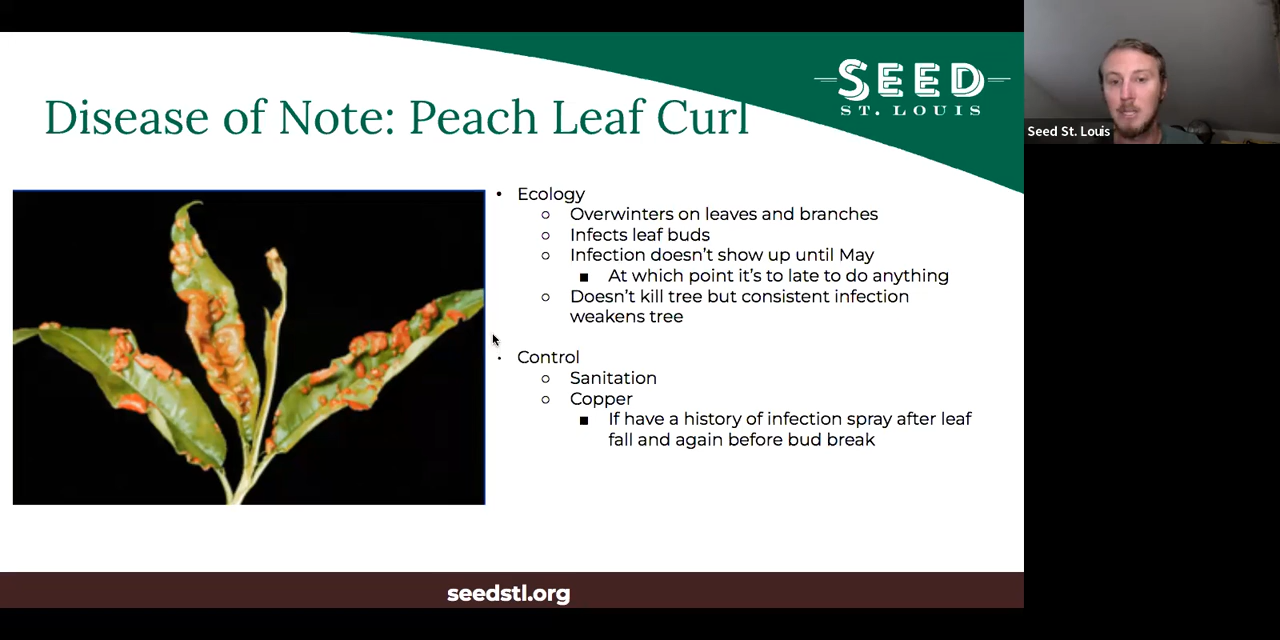 SEED
ST. LOUIS
Disease of Note: Peach Leaf Curl
Seed St. Louis
• Ecology
○ Overwinters on leaves and branches
○ Infects leaf buds
○ Infection doesn't show up until May
■ At which point it's to late to do anything
○ Doesn't kill tree but consistent infection
weakens tree
• Control
○ Sanitation
○ Copper
■ If have a history of infection spray after leaf
fall and again before bud break
seedstl.org